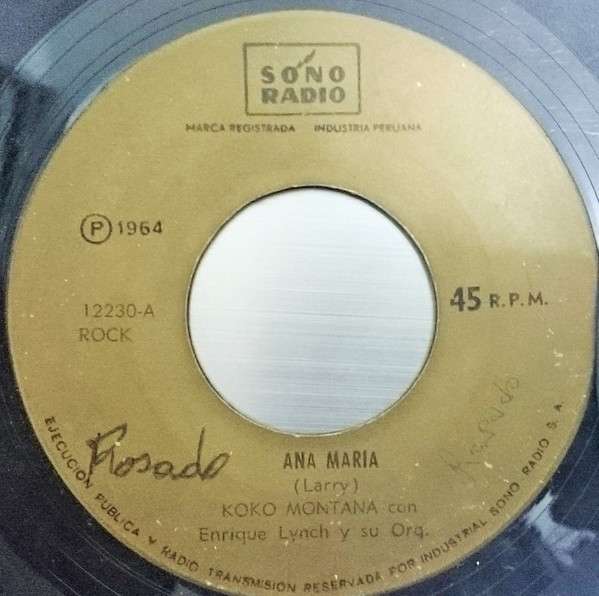 SONO
RADIO
MARCA REGISTRADA INDUSTRIA PERUANA
Ⓟ 1964
45 R.P.M.
12230-A
ROCK
Rosado
ANA MARIA
(Larry)
KOKO MONTANA con
Enrique Lynch y su Orq.
EJECUCION PUBLICA Y RADIO TRANSMISION RESERVADA POR INDUSTRIAL SONO RADIO S.A.